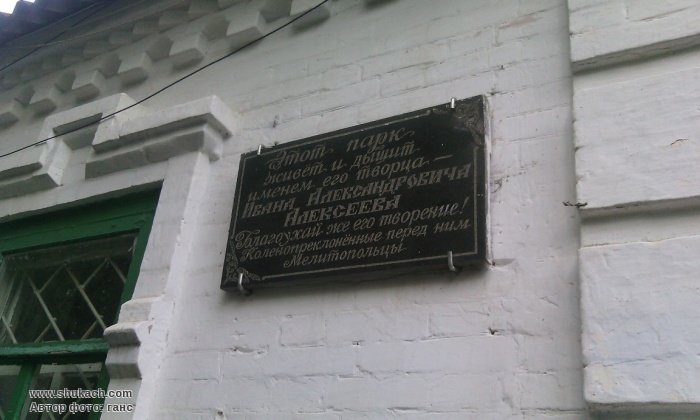 Этот парк
живет и дышит
именем его творца —
Ивана Александровича
Алексеева
Благоухай же его творение!
Коленопреклонённые перед ним
Мелитопольцы.
www.shukach.com
Автор фото: ганс